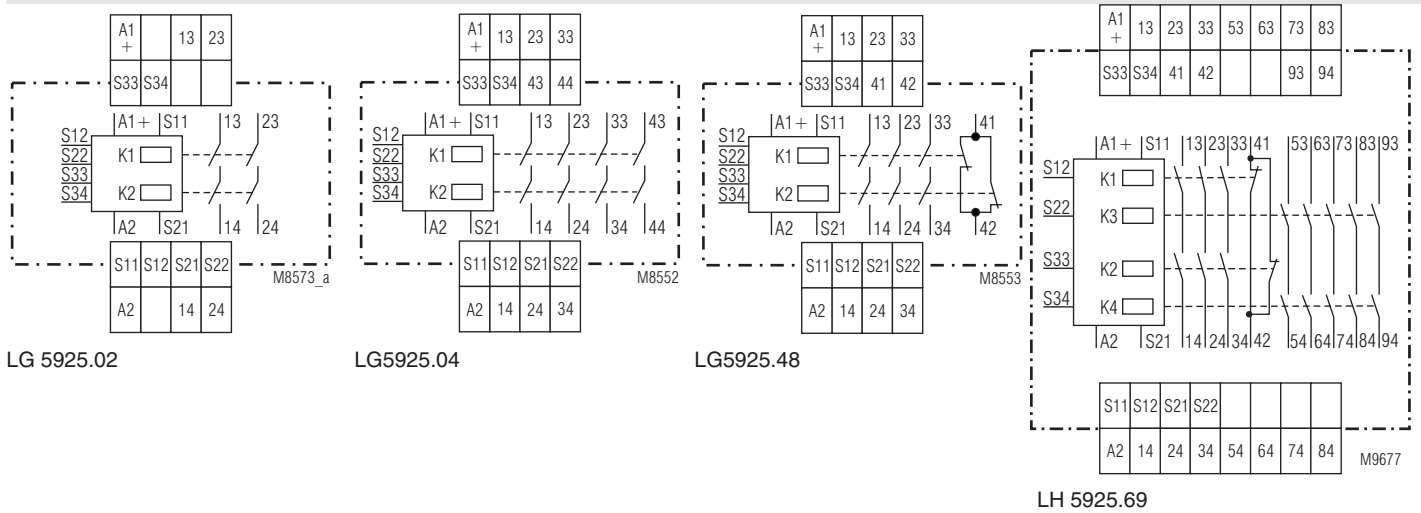 A1 + 13 23
S33 S34
A1+ S11 13 23
S12
S22
S33
S34
K1
K2
A2 S21 14 24
S11 S12 S21 S22
A2 14 24
M8573_a
LG 5925.02
A1 + 13 23 33
S33 S34 43 44
A1+ S11 13 23 33 43
S12
S22
S33
S34
K1
K2
A2 S21 14 24 34 44
S11 S12 S21 S22
A2 14 24 34
M8552
LG5925.04
A1 + 13 23 33
S33 S34 41 42
A1+ S11 13 23 33 41
S12
S22
S33
S34
K1
K2
A2 S21 14 24 34 42
S11 S12 S21 S22
A2 14 24 34
M8553
LG5925.48
A1 + 13 23 33 53 63 73 83
S33 S34 41 42 93 94
A1+ S11 13 23 33 41 53 63 73 83 93
S12
S22
S33
S34
K1
K3
K2
K4
A2 S21 14 24 34 42 54 64 74 84 94
S11 S12 S21 S22
A2 14 24 34 54 64 74 84
M9677
LH 5925.69